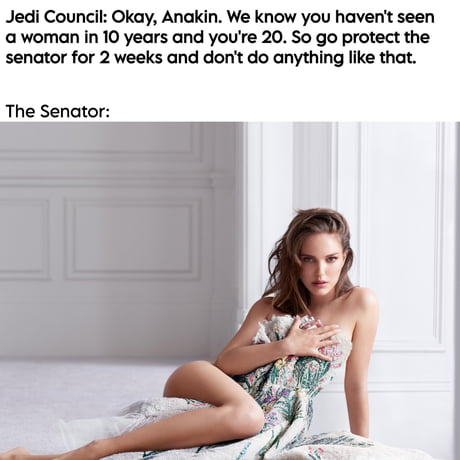 Jedi Council: Okay, Anakin. We know you haven't seen
a woman in 10 years and you're 20. So go protect the
senator for 2 weeks and don't do anything like that.
The Senator: